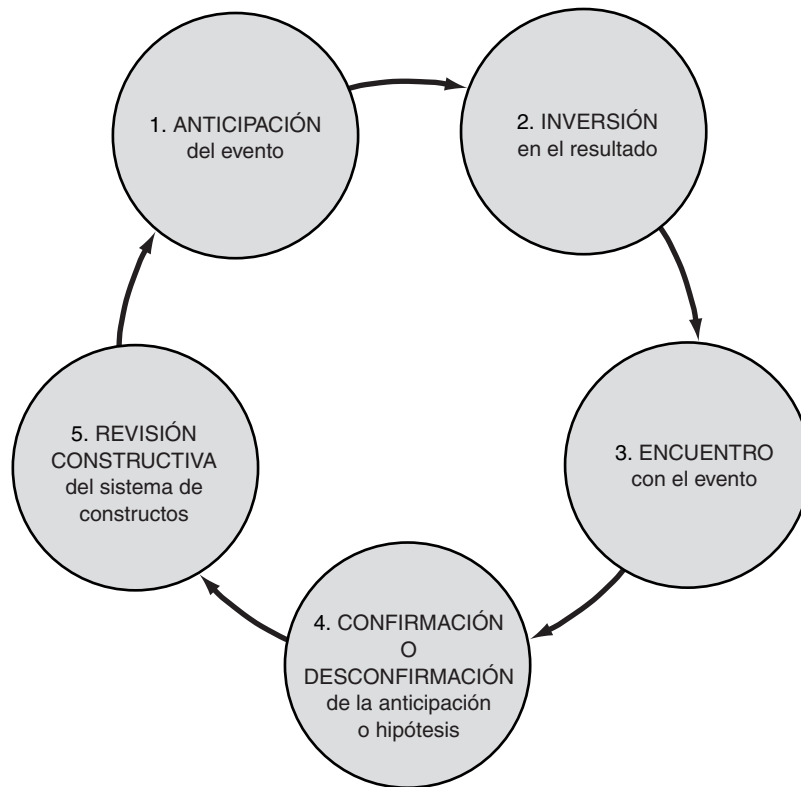 1. ANTICIPACIÓN
del evento
2. INVERSIÓN
en el resultado
3. ENCUENTRO
con el evento
4. CONFIRMACIÓN
O
DESCONFIRMACIÓN
de la anticipación
o hipótesis
5. REVISIÓN
CONSTRUCTIVA
del sistema de
constructos